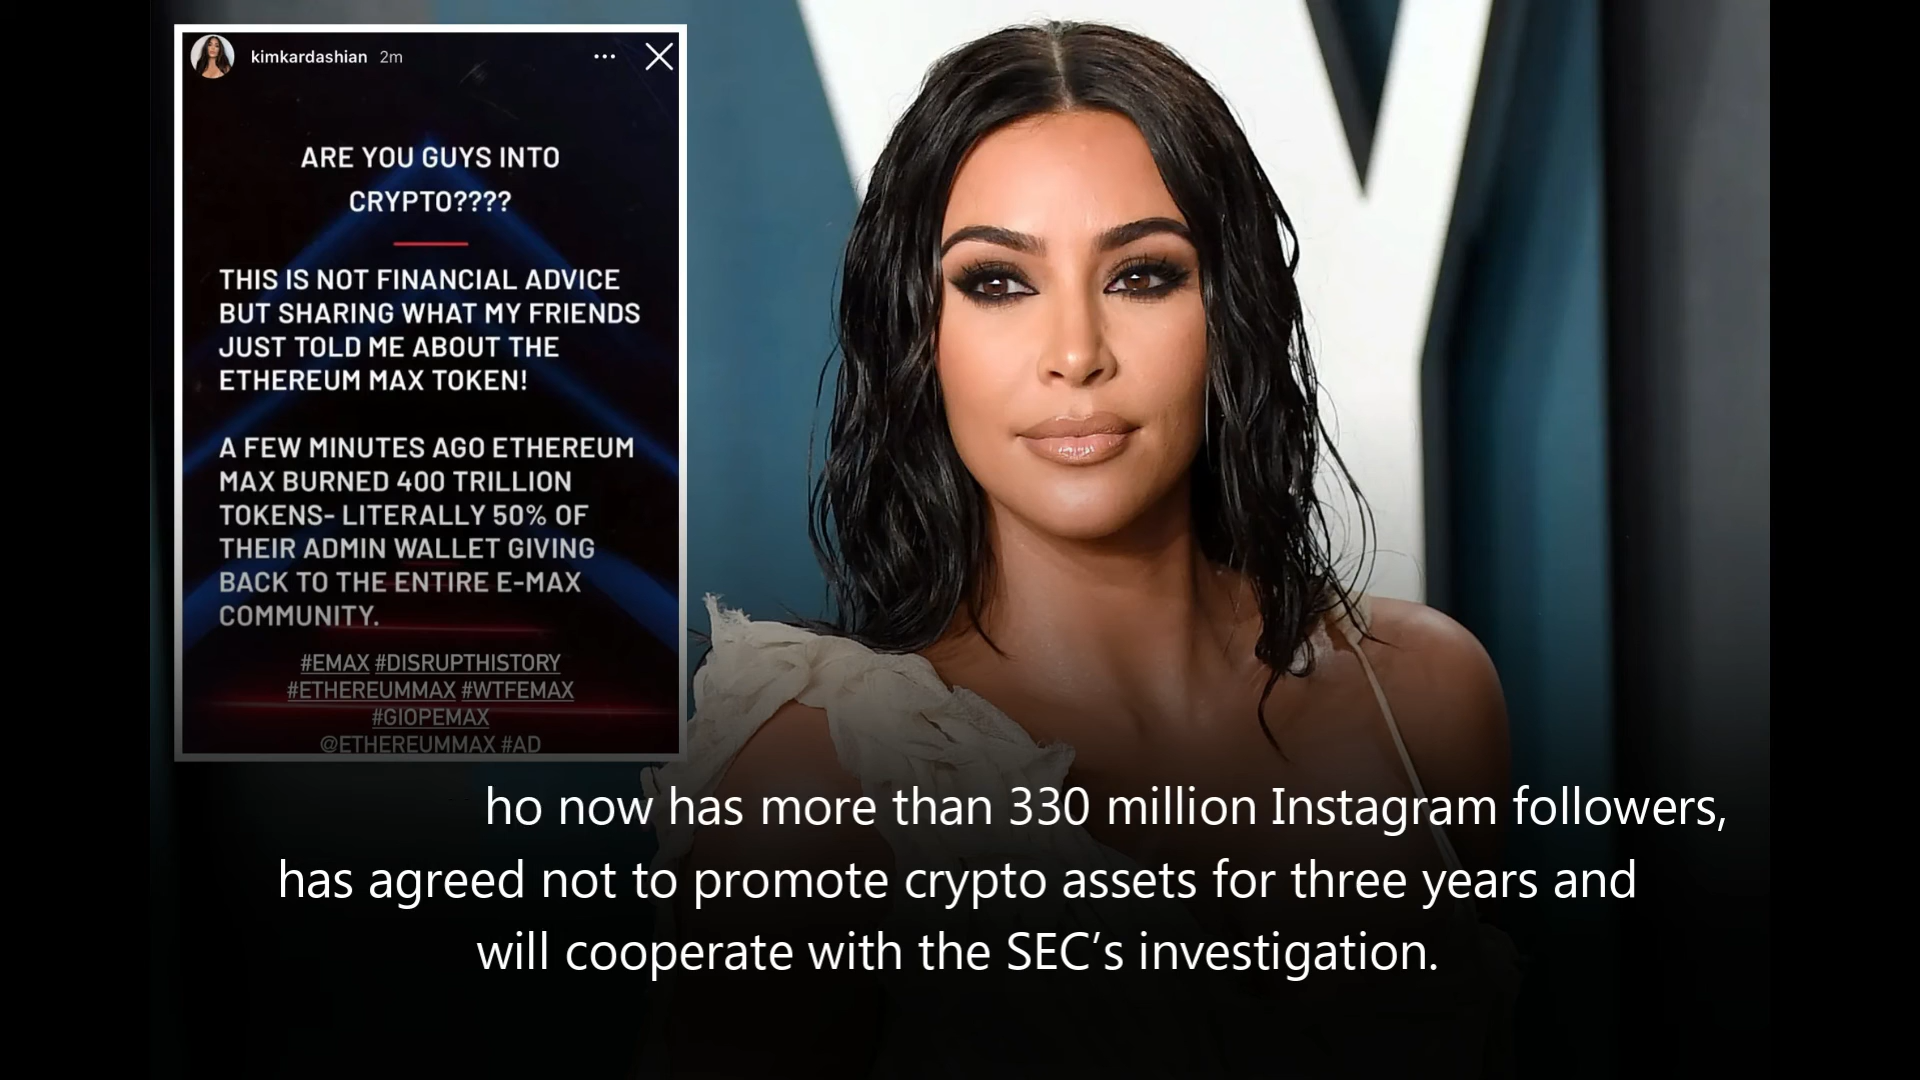 kimkardashian 2m
ARE YOU GUYS INTO
CRYPTO????
THIS IS NOT FINANCIAL ADVICE
BUT SHARING WHAT MY FRIENDS
JUST TOLD ME ABOUT THE
ETHEREUM MAX TOKEN!
A FEW MINUTES AGO ETHEREUM
MAX BURNED 400 TRILLION
TOKENS- LITERALLY 50% OF
THEIR ADMIN WALLET GIVING
BACK TO THE ENTIRE E-MAX
COMMUNITY.
#EMAX #DISRUPTHISTORY
#ETHEREUMMAX #WTFEMAX
#GIOPEMAX
@ETHEREUMMAX #AD
ho now has more than 330 million Instagram followers,
has agreed not to promote crypto assets for three years and
will cooperate with the SEC’s investigation.